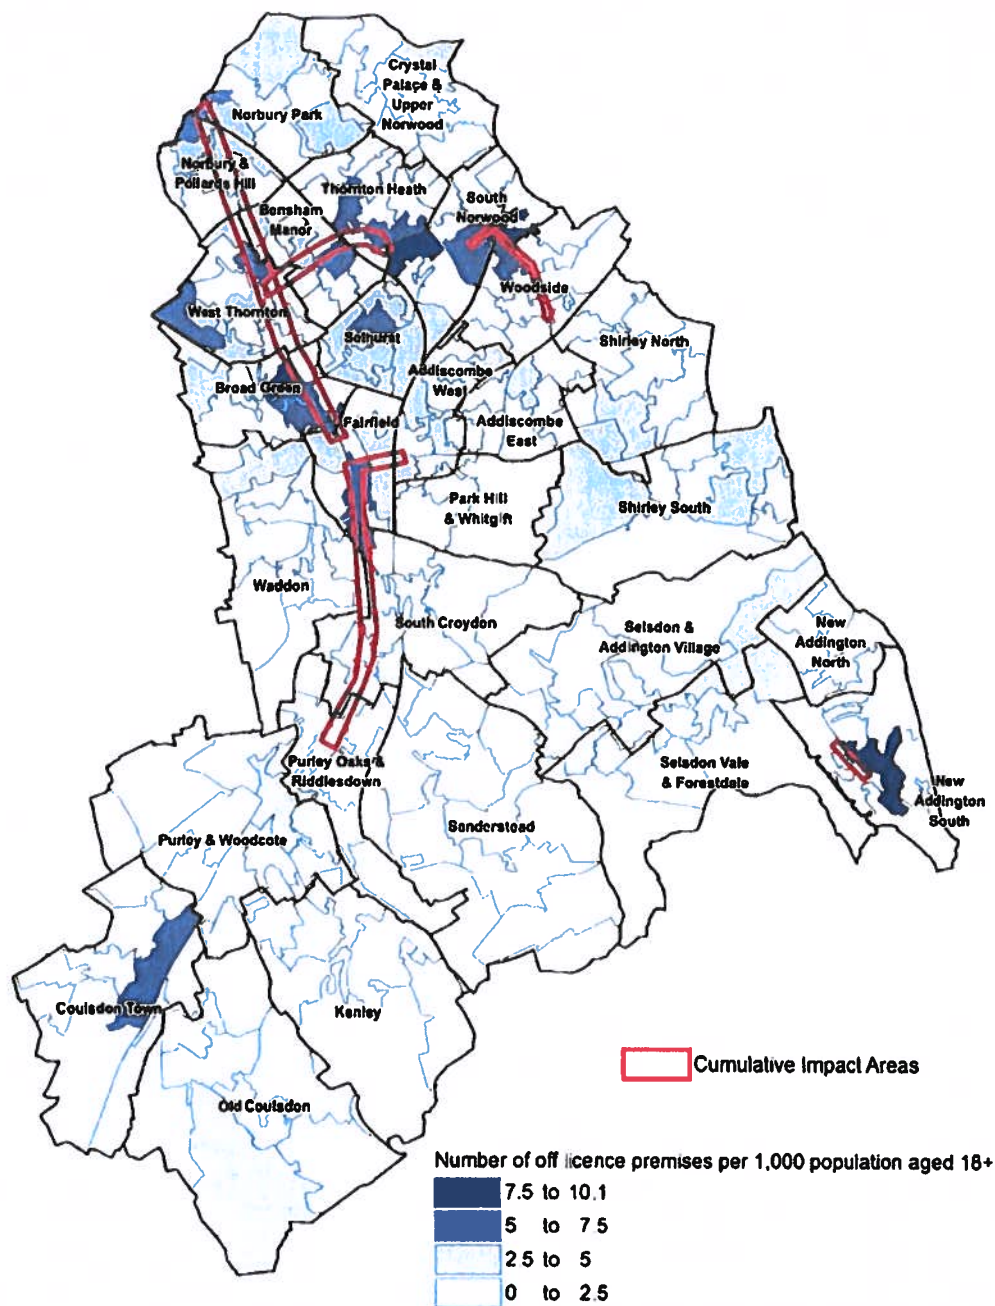 Crystal
Palace &
Upper
Norwood
Norbury Park
Norbury &
Pollards Hill
Thornton Heath
Bensham
Manor
South
Norwood
Woodside
West Thornton
Selhurst
Shirley North
Broad Green
Addiscombe
West
Fairfield
Addiscombe
East
Park Hill
& Whitgift
Shirley South
Waddon
South Croydon
Selsdon &
Addington Village
New
Addington
North
Purley Oaks &
Riddlesdown
Selsdon Vale
& Forestdale
New
Addington
South
Purley & Woodcote
Sanderstead
Coulsdon Town
Kenley
Old Coulsdon
Cumulative Impact Areas
Number of off licence premises per 1,000 population aged 18+
7.5 to 10.1
5 to 7 5
2 5 to 5
0 to 2.5